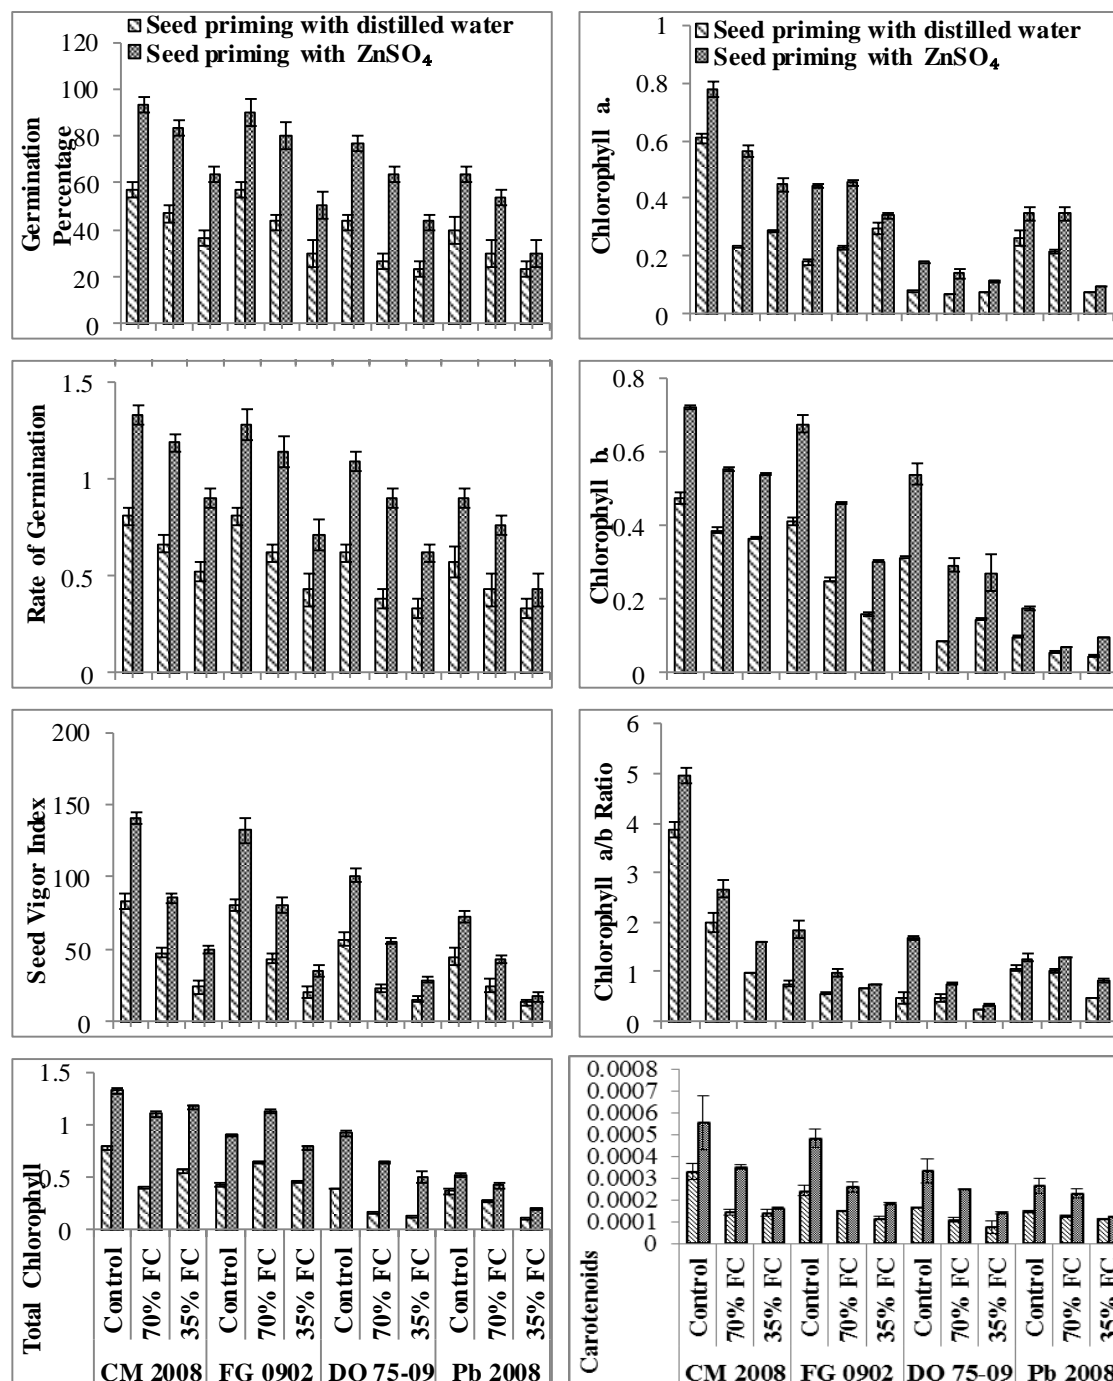 Seed priming with distilled water
Seed priming with ZnSO₄
Germination
Percentage
120
100
80
60
40
20
0
Seed priming with distilled water
Seed priming with ZnSO₄
Chlorophyll a.
1
0.8
0.6
0.4
0.2
0
Rate of Germination
1.5
1
0.5
0
Chlorophyll b.
0.8
0.6
0.4
0.2
0
Seed Vigor Index
200
150
100
50
0
Chlorophyll a/b Ratio
6
5
4
3
2
1
0
Total Chlorophyll
1.5
1
0.5
0
Control
70% FC
35% FC
Control
70% FC
35% FC
Control
70% FC
35% FC
Control
70% FC
35% FC
CM 2008
FG 0902
DO 75-09
Pb 2008
Carotenoids
0.0008
0.0007
0.0006
0.0005
0.0004
0.0003
0.0002
0.0001
0
Control
70% FC
35% FC
Control
70% FC
35% FC
Control
70% FC
35% FC
Control
70% FC
35% FC
CM 2008
FG 0902
DO 75-09
Pb 2008